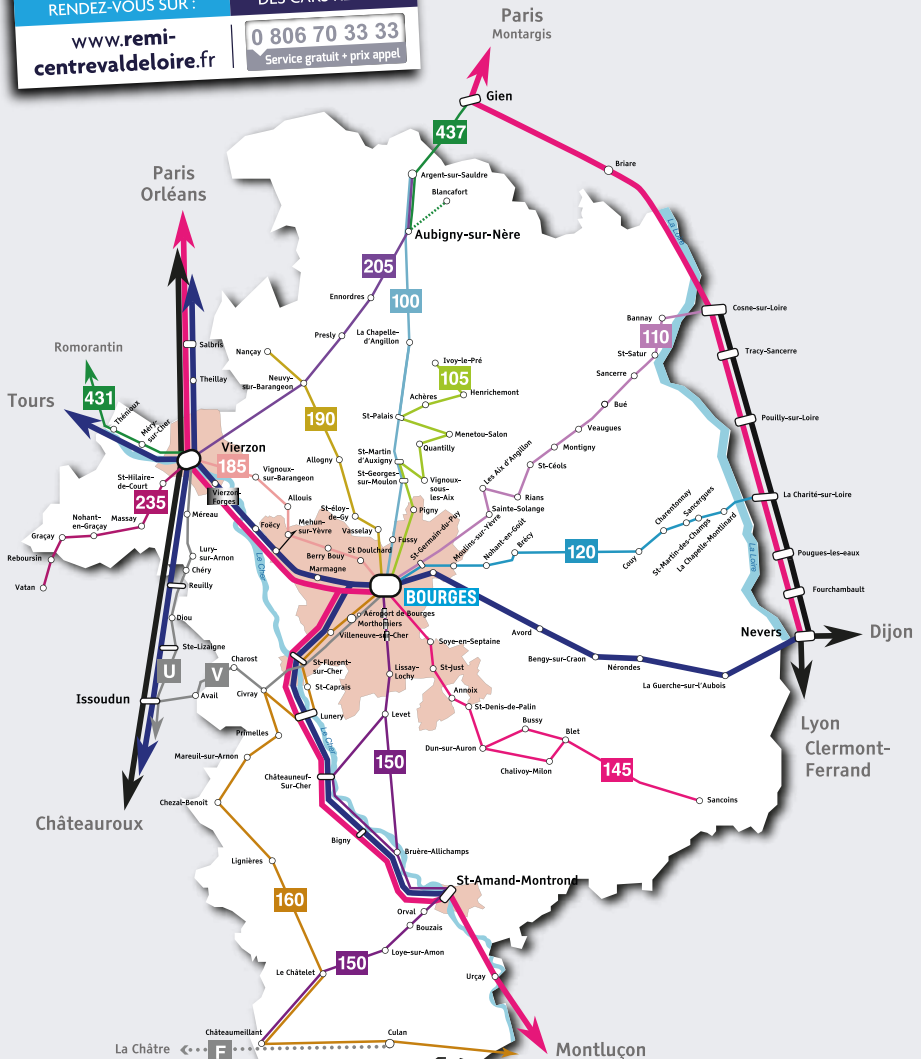 RENDEZ-VOUS SUR :
www.remi-
centrevaldeloire.fr
0 806 70 33 33
Service gratuit + prix appel
Paris
Montargis
Gien
437
Briare
Argent-sur-Sauldre
Blancafort
Paris
Orléans
Aubigny-sur-Nère
La Loire
205
Ennordres
100
Cosne-sur-Loire
Bannay
110
Presly
La Chapelle-
d'Angillon
Salbris
Romorantin
Nançay
St-Satur
Tracy-Sancerre
Ivoy-le-Pré
105
Sancerre
Theillay
Neuvy-
sur-Barangeon
Henrichemont
Achères
431
Tours
Thénioux
Méry-
sur-Cher
190
St-Palais
Bué
Pouilly-sur-Loire
Veaugues
Menetou-Salon
Quantilly
Montigny
Vierzon
185
St-Martin
d'Auxigny
Allogny
Les Aix d'Angillon
St-Céols
St-Georges-
sur-Moulon
Vignoux-
sur-Barangeon
St-Hilaire-
de-Court
Vignoux-
sous-
les-Aix
235
Vierzon-
Forges
Allouis
Rians
La Charité-sur-Loire
Charentonnay
Sancergues
Méreau
St-éloy-
de-Gy
Pigny
Sainte-Solange
Nohant-
en-Graçay
Massay
Foëcy
Mehun-
sur-Yèvre
Vasselay
Graçay
Fussy
St-Germain-du-Puy
Moulins-sur-Yèvre
Nohant-en-Goût
Brécy
120
Couy
St-Martin-des-Champs
La Chapelle-Montlinard
Reboursin
Lury-
sur-Arnon
Le Cher
Berry Bouy
St Doulchard
La Loire
Pougues-les-eaux
Chéry
Marmagne
Vatan
Reuilly
BOURGES
Fourchambault
Diou
Aéroport de Bourges
Morthomiers
Villeneuve-sur-Cher
Avord
Nevers
Dijon
Ste-Lizaigne
Soye-en-Septaine
Bengy-sur-Craon
Nérondes
U
V
Charost
St-Florent-
sur-Cher
Lissay-
Lochy
St-Just
La Guerche-sur-l'Aubois
Issoudun
Avail
Civray
St-Caprais
Annoix
St-Denis-de-Palin
Lunery
Levet
Lyon
Clermont-
Ferrand
Primelles
Le Cher
Bussy
Blet
Dun-sur-Auron
Mareuil-sur-Arnon
150
Chalivoy-Milon
145
Châteauneuf-
Sur-Cher
Chezal-Benoît
Sancoins
Châteauroux
Bigny
Bruère-Allichamps
Lignières
St-Amand-Montrond
160
Orval
Bouzais
150
Loye-sur-Arnon
Le Châtelet
Urçay
Châteaumeillant
Culan
La Châtre
F
Montluçon